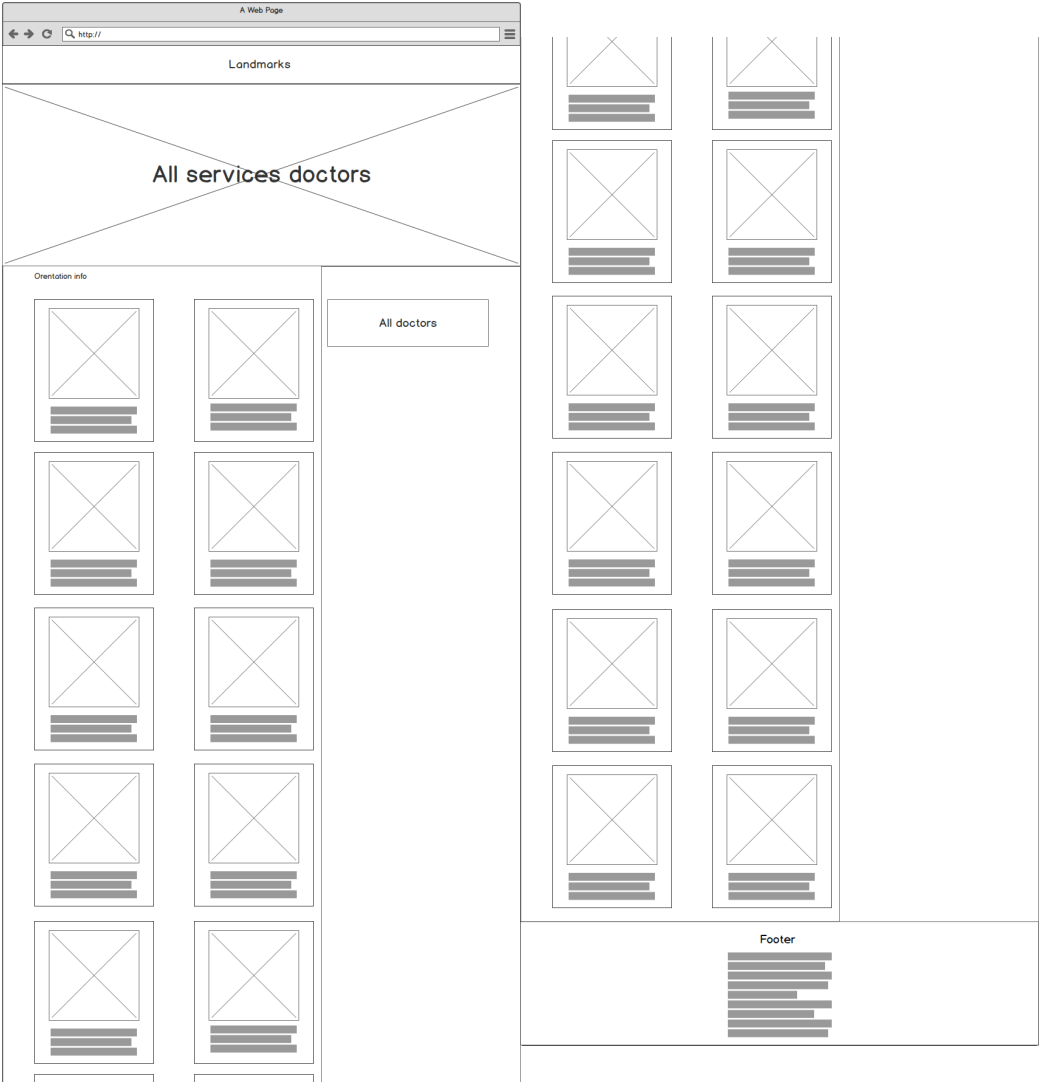 A Web Page
http://
Landmarks
All services doctors
Orentation info
All doctors
Footer